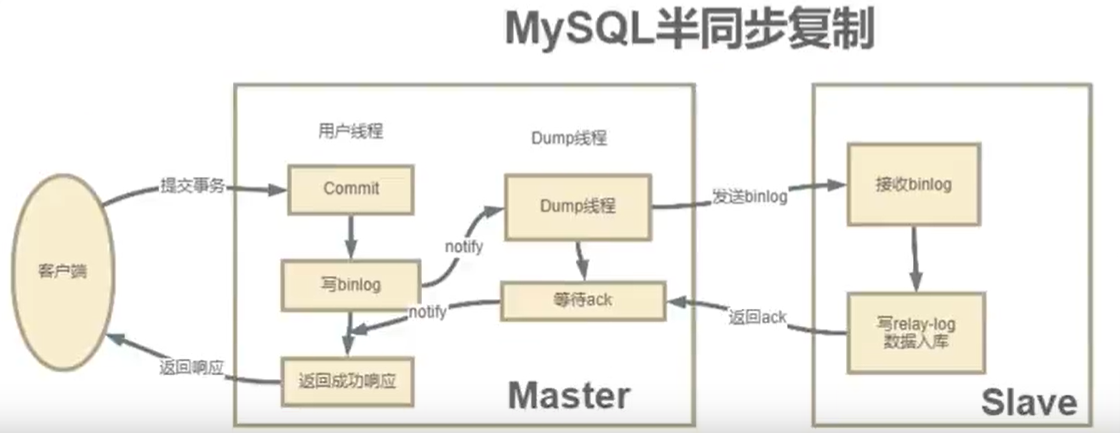 MySQL半同步复制
用户线程
Dump线程
提交事务
Commit
Dump线程
发送binlog
接收binlog
客户端
notify
写binlog
等待ack
notify
返回ack
写relay-log
数据入库
返回响应
返回成功响应
Master
Slave